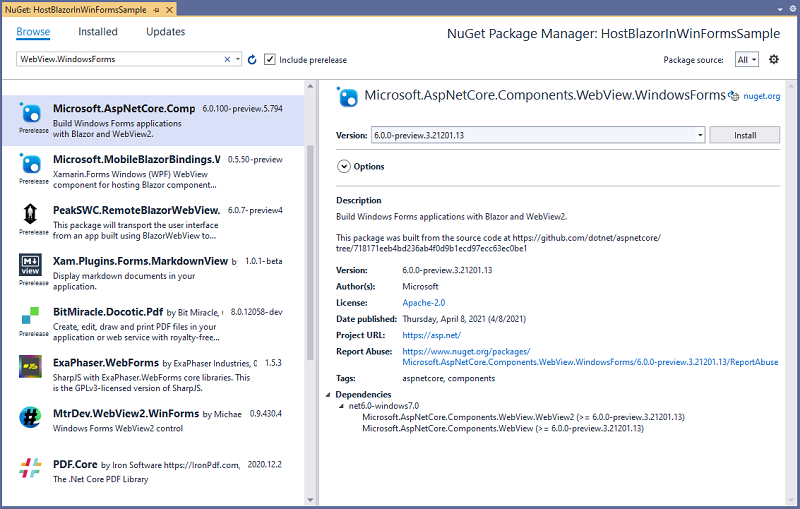 NuGet: HostBlazorInWinFormsSample
Browse Installed Updates
NuGet Package Manager: HostBlazorInWinFormsSample
WebView.WindowsForms
Include prerelease
Package source: All
Microsoft.AspNetCore.Comp 6.0.100-preview.5.794
Prerelease
Build Windows Forms applications
with Blazor and WebView2.
Microsoft.MobileBlazorBindings.W 0.5.50-preview
Prerelease
Xamarin.Forms Windows (WPF) WebView
component for hosting Blazor component...
PeakSWC.RemoteBlazorWebView. 6.0.7-preview4
Prerelease
This package will transport the user interface
from an app built using BlazorWebView to...
Xam.Plugins.Forms.MarkdownView b 1.0.1-beta
MD
view
Prerelease
Display markdown documents in your
application.
BitMiracle.Docotic.Pdf by Bit Miracle, 8.0.12058-dev
Prerelease
Create, edit, draw and print PDF files in your
application or web service with royalty-free...
ExaPhaser.WebForms by ExaPhaser Industries, 0 1.5.3
#JS
SharpJS with ExaPhaser.WebForms core libraries. This
is the GPLv3-licensed version of SharpJS.
MtrDev.WebView2.WinForms by Michae 0.9.430.4
#
Windows Forms WebView2 control
PDF.Core by Iron Software https://IronPdf.com, 2020.12.2
The .Net Core PDF Library
Microsoft.AspNetCore.Components.WebView.WindowsForms nuget.org
Version: 6.0.0-preview.3.21201.13 Install
Options
Description
Build Windows Forms applications with Blazor and WebView2.
This package was built from the source code at https://github.com/dotnet/aspnetcore/
tree/718171eeb4bd236ab4f0d9b1ecd97ecc63ec0be1
Version: 6.0.0-preview.3.21201.13
Author(s): Microsoft
License: Apache-2.0
Date published: Thursday, April 8, 2021 (4/8/2021)
Project URL: https://asp.net/
Report Abuse: https://www.nuget.org/packages/
Microsoft.AspNetCore.Components.WebView.WindowsForms/6.0.0-preview.3.21201.13/ReportAbuse
Tags: aspnetcore, components
Dependencies
net6.0-windows7.0
Microsoft.AspNetCore.Components.WebView.WebView2 (>= 6.0.0-preview.3.21201.13)
Microsoft.AspNetCore.Components.WebView (>= 6.0.0-preview.3.21201.13)